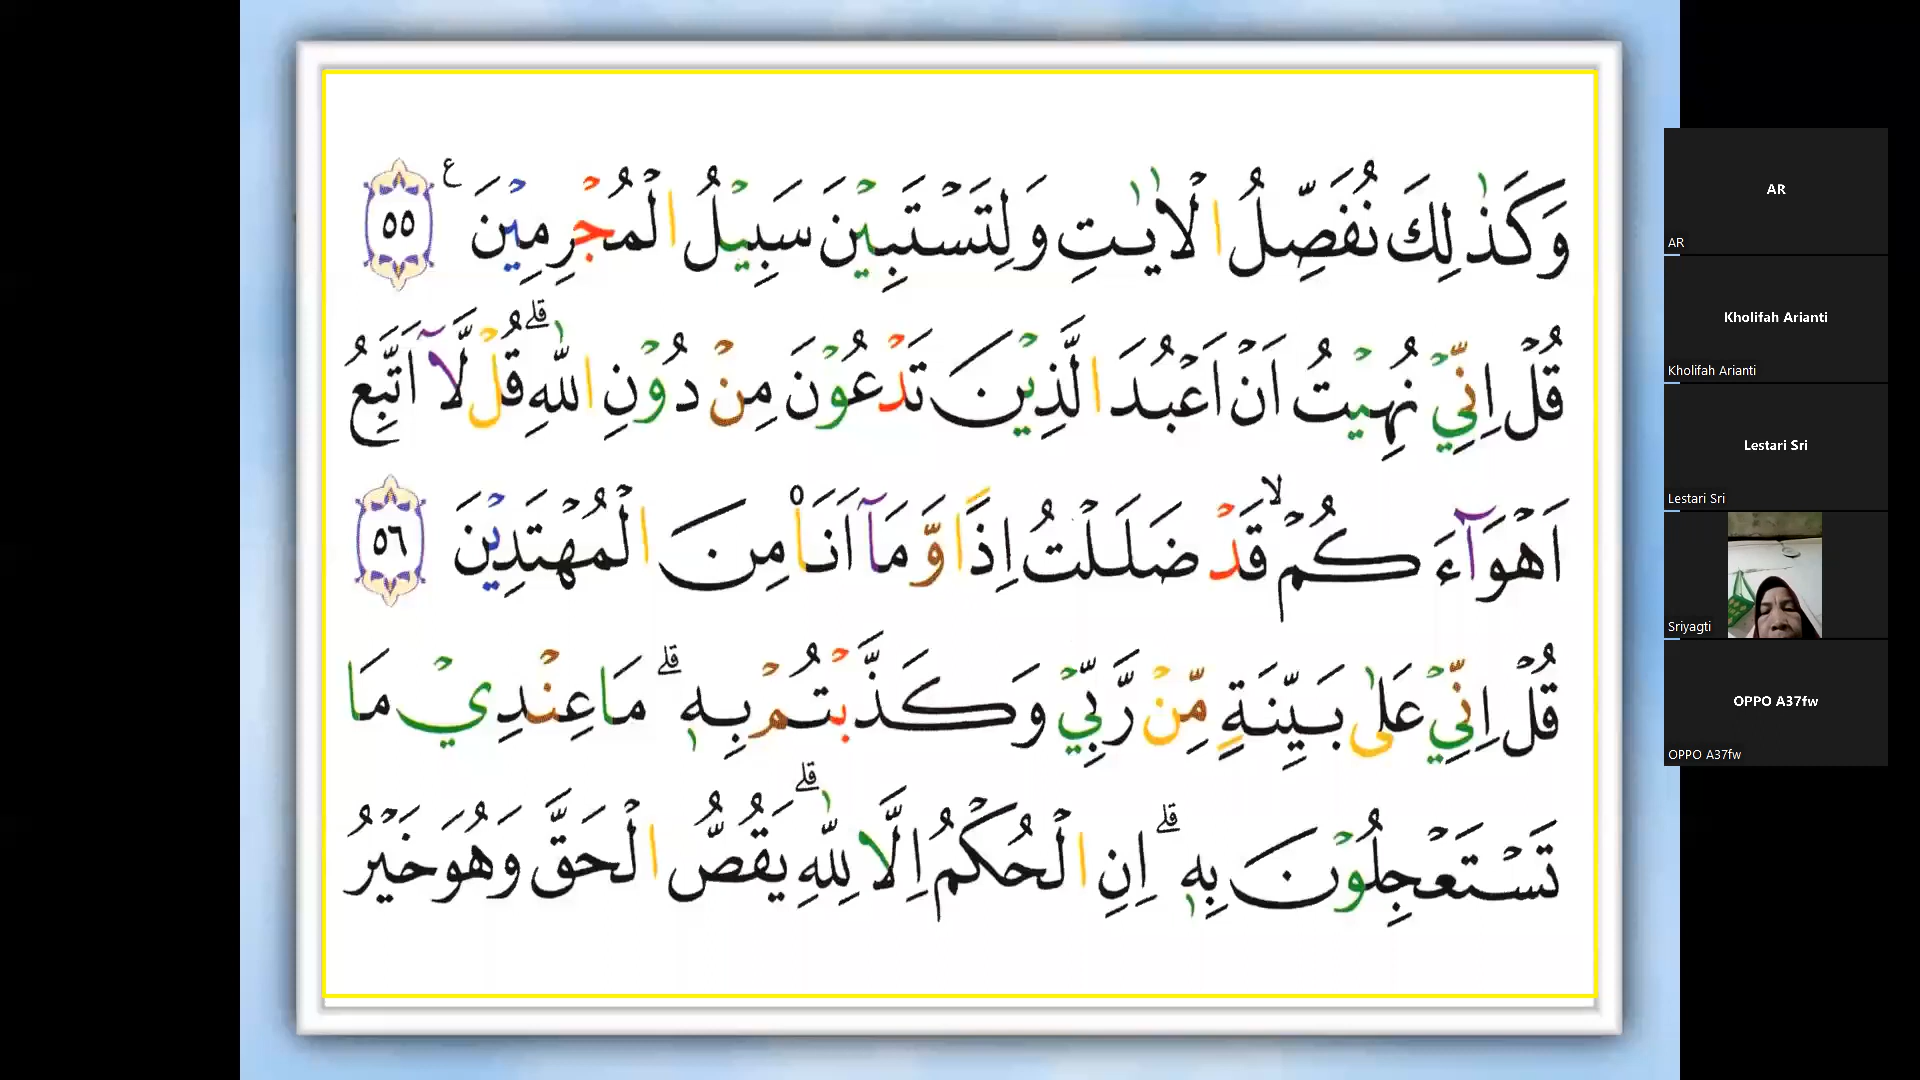 وَكَذٰلِكَ نُفَصِّلُ الْاٰيٰتِ وَلِتَسْتَبِيْنَ سَبِيْلُ الْمُجْرِمِيْنَ ࣖ ٥٥
قُلْ اِنِّيْ نُهِيْتُ اَنْ اَعْبُدَ الَّذِيْنَ تَدْعُوْنَ مِنْ دُوْنِ اللّٰهِ ۗقُلْ لَّآ اَتَّبِعُ
اَهْوَاۤءَكُمْۙ قَدْ ضَلَلْتُ اِذًا وَّمَآ اَنَا۠ مِنَ الْمُهْتَدِيْنَ ٥٦
قُلْ اِنِّيْ عَلٰى بَيِّنَةٍ مِّنْ رَّبِّيْ وَكَذَّبْتُمْ بِهٖۗ مَا عِنْدِيْ مَا
تَسْتَعْجِلُوْنَ بِهٖۗ اِنِ الْحُكْمُ اِلَّا لِلّٰهِ ۗيَقُصُّ الْحَقَّ وَهُوَ خَيْرُ
AR
AR
Kholifah Arianti
Kholifah Arianti
Lestari Sri
Lestari Sri
Sriyagti
OPPO A37fw
OPPO A37fw